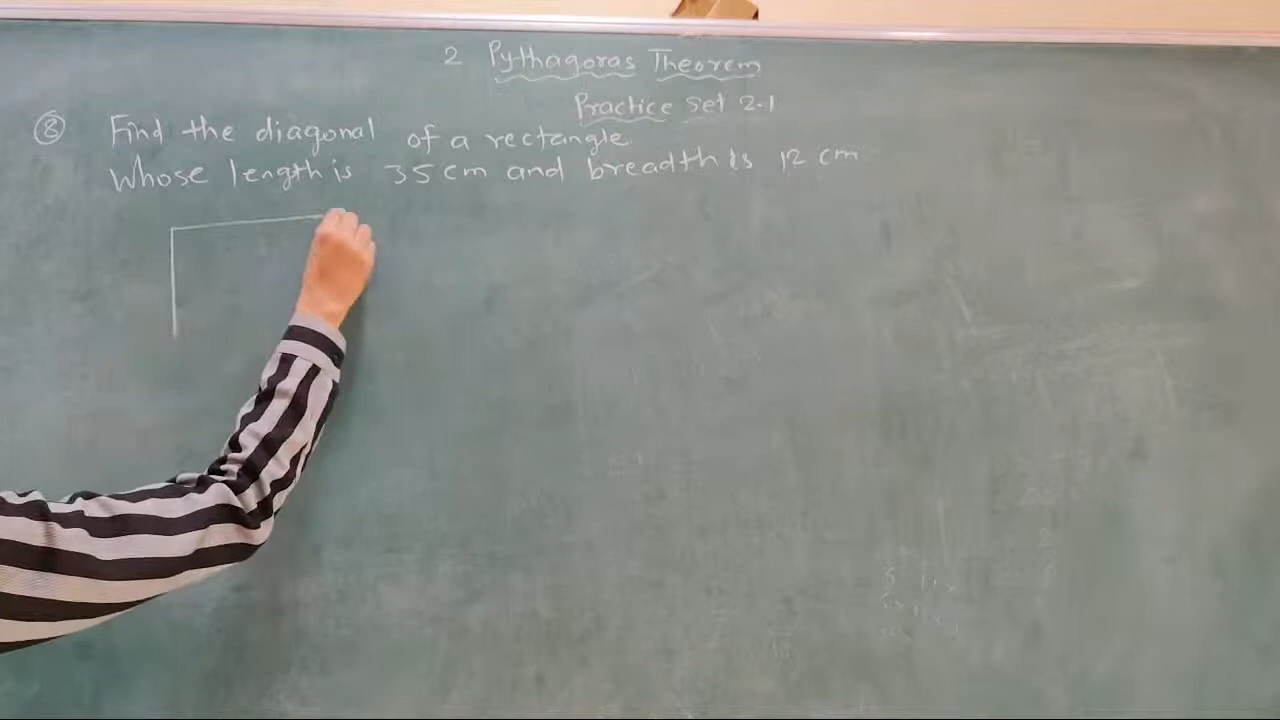 2 Pythagoras Theorem
Practice set 2.1
⑧ Find the diagonal of a rectangle
Whose length is 35 cm and breadth is 12 cm